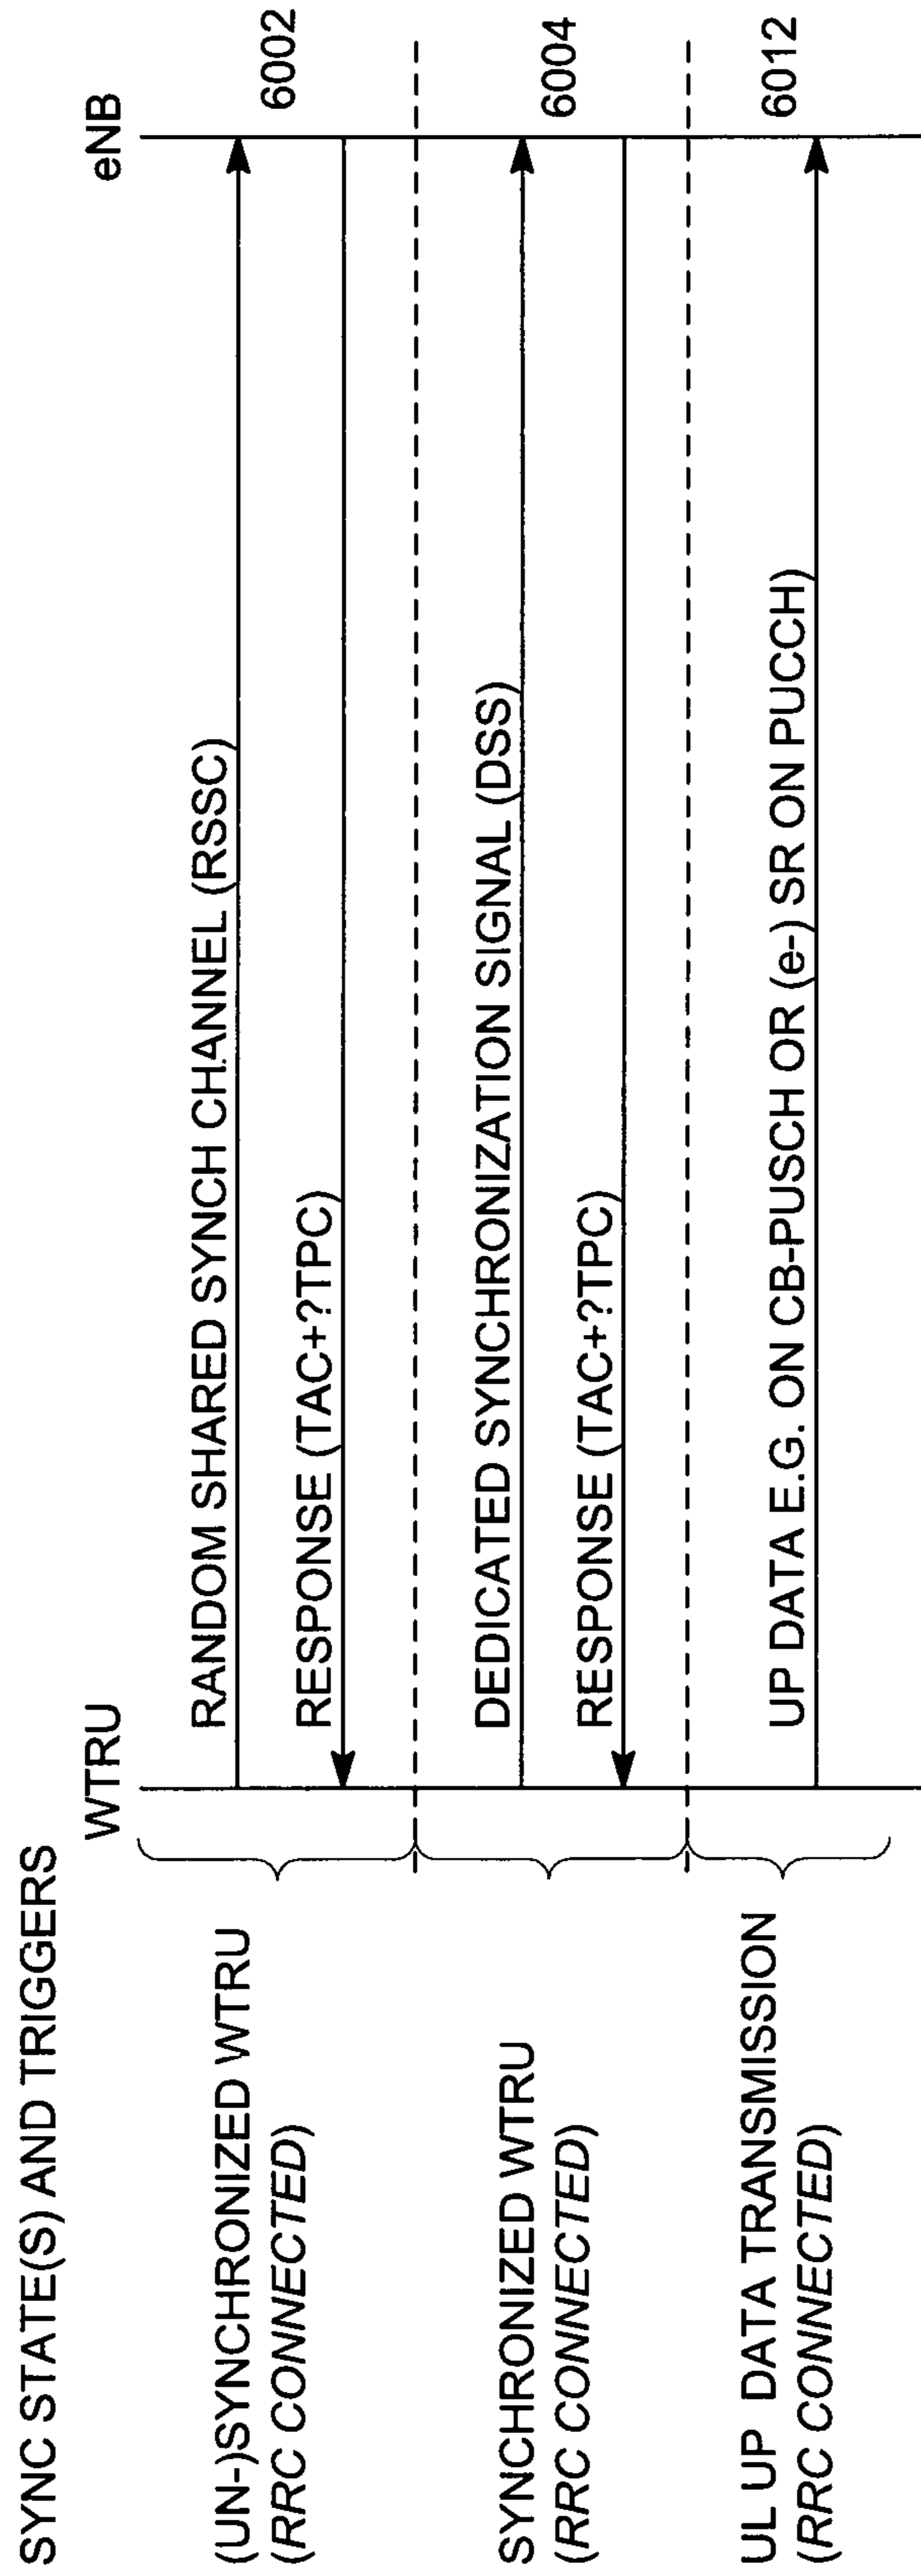 SYNC STATE(S) AND TRIGGERS
WTRU
eNB
(UN-)SYNCHRONIZED WTRU
(RRC CONNECTED)
RANDOM SHARED SYNCH CHANNEL (RSSC)
6002
RESPONSE (TAC+?TPC)
SYNCHRONIZED WTRU
(RRC CONNECTED)
DEDICATED SYNCHRONIZATION SIGNAL (DSS)
6004
RESPONSE (TAC+?TPC)
UL UP DATA TRANSMISSION
(RRC CONNECTED)
UP DATA E.G. ON CB-PUSCH OR (e-) SR ON PUCCH)
6012